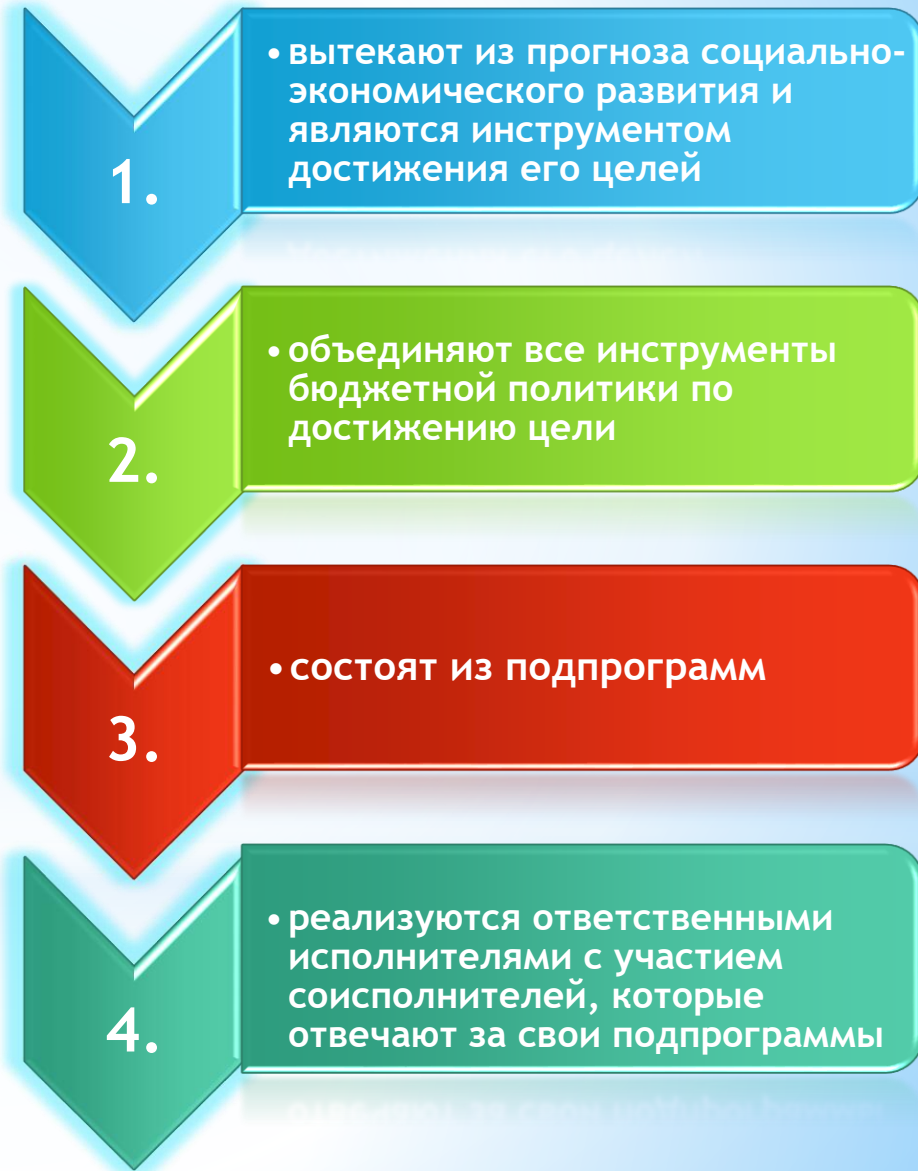 1.
• вытекают из прогноза социально-
экономического развития и
являются инструментом
достижения его целей
2.
• объединяют все инструменты
бюджетной политики по
достижению цели
3.
• состоят из подпрограмм
4.
• реализуются ответственными
исполнителями с участием
соисполнителей, которые
отвечают за свои подпрограммы